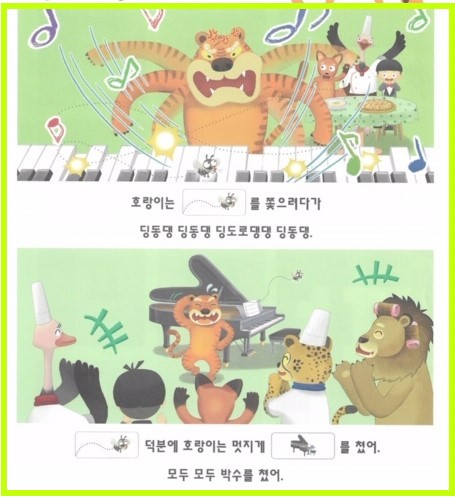 호랑이는 를 쫓으려다가
딩동댕 딩동댕 딩도로댕댕 딩동댕.
덕분에 호랑이는 멋지게 를 쳤어.
모두 모두 박수를 쳤어.